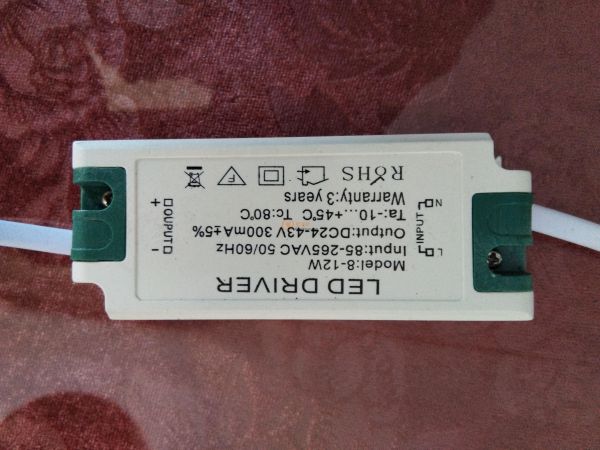 LED DRIVER
Model:8-12W
Input:85-265VAC 50/60Hz
Output:DC24-43V 300mA±5%
Ta:-10...+45℃ Tc:80℃
Warranty:3 years
RÓHS
F
L
INPUT
N
-
OUPUT
+